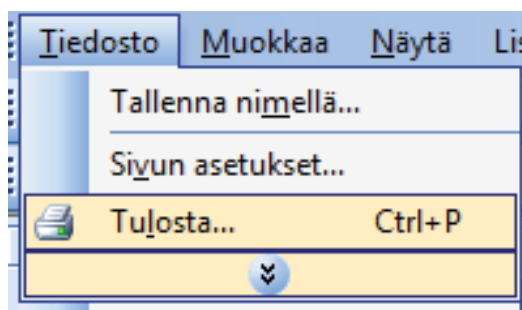 Tiedosto Muokkaa Näytä
Tallenna nimellä...
Sivun asetukset...
Tulosta... Ctrl+P